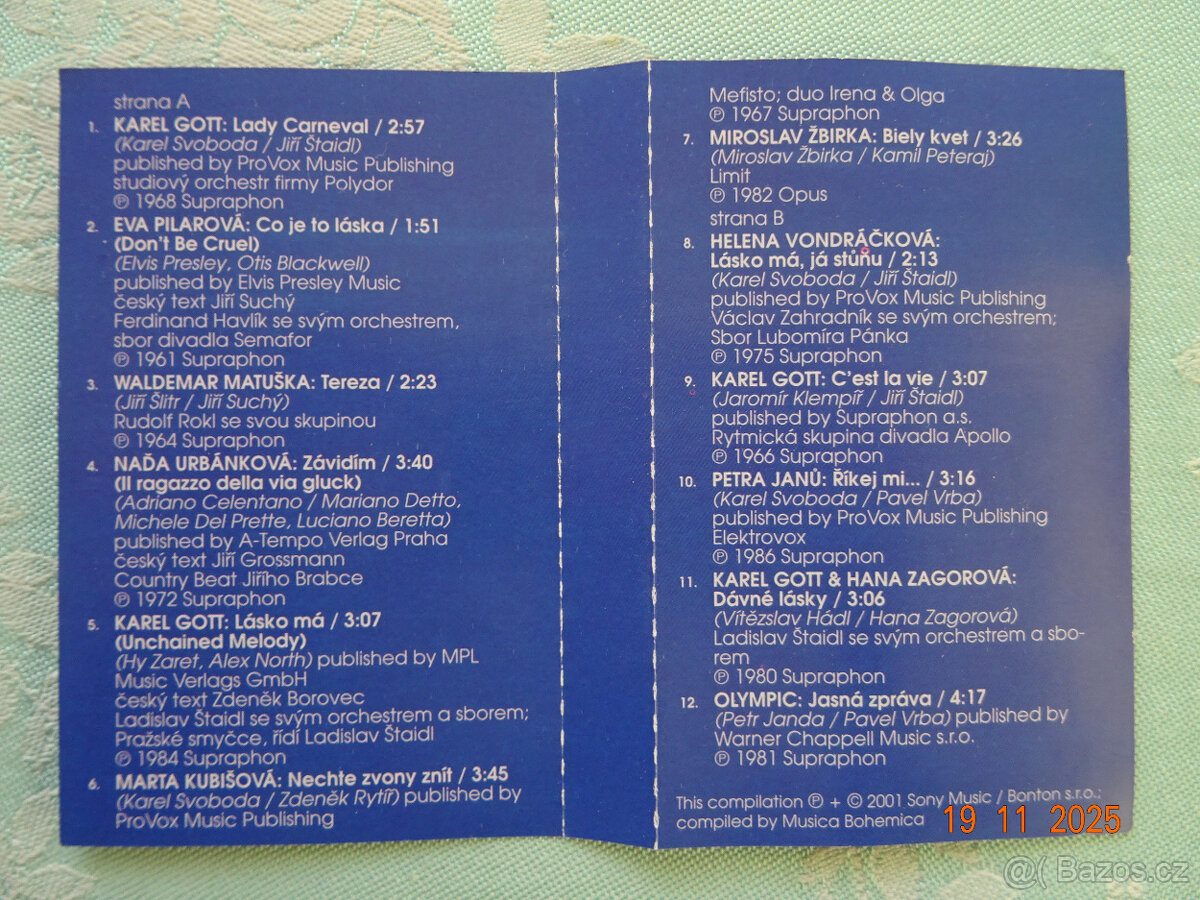 strana A
1. KAREL GOTT: Lady Carneval / 2:57
(Karel Svoboda / Jiří Štaidl)
published by ProVox Music Publishing
studiový orchestr firmy Polydor
℗ 1968 Supraphon
2. EVA PILAROVÁ: Co je to láska / 1:51
(Don't Be Cruel)
(Elvis Presley, Otis Blackwell)
published by Elvis Presley Music
český text Jiří Suchý
Ferdinand Havlík se svým orchestrem,
sbor divadla Semafor
℗ 1961 Supraphon
3. WALDEMAR MATUŠKA: Tereza / 2:23
(Jiří Šlitr / Jiří Suchý)
Rudolf Rokl se svou skupinou
℗ 1964 Supraphon
4. NAĎA URBÁNKOVÁ: Závidím / 3:40
(Il ragazzo della via gluck)
(Adriano Celentano / Mariano Detto,
Michele Del Prette, Luciano Beretta)
published by A-Tempo Verlag Praha
český text Jiří Grossmann
Country Beat Jiřího Brabce
℗ 1972 Supraphon
5. KAREL GOTT: Lásko má / 3:07
(Unchained Melody)
(Hy Zaret, Alex North) published by MPL
Music Verlags GmbH
český text Zdeněk Borovec
Ladislav Štaidl se svým orchestrem a sborem;
Pražské smyčce, řídí Ladislav Štaidl
℗ 1984 Supraphon
6. MARTA KUBIŠOVÁ: Nechte zvony znít / 3:45
(Karel Svoboda / Zdeněk Rytíř) published by
ProVox Music Publishing
Mefisto; duo Irena & Olga
℗ 1967 Supraphon
7. MIROSLAV ŽBIRKA: Biely kvet / 3:26
(Miroslav Žbirka / Kamil Peteraj)
Limit
℗ 1982 Opus
strana B
8. HELENA VONDRÁČKOVÁ:
Lásko má, já stůňu / 2:13
(Karel Svoboda / Jiří Štaidl)
published by ProVox Music Publishing
Václav Zahradník se svým orchestrem;
Sbor Lubomíra Pánka
℗ 1975 Supraphon
9. KAREL GOTT: C'est la vie / 3:07
(Jaromír Klempíř / Jiří Štaidl)
published by Supraphon a.s.
Rytmická skupina divadla Apollo
℗ 1966 Supraphon
10. PETRA JANŮ: Říkej mi... / 3:16
(Karel Svoboda / Pavel Vrba)
published by ProVox Music Publishing
Elektrovox
℗ 1986 Supraphon
11. KAREL GOTT & HANA ZAGOROVÁ:
Dávné lásky / 3:06
(Vítězslav Hádl / Hana Zagorová)
Ladislav Štaidl se svým orchestrem a sbo-
rem
℗ 1980 Supraphon
12. OLYMPIC: Jasná zpráva / 4:17
(Petr Janda / Pavel Vrba) published by
Warner Chappell Music s.r.o.
℗ 1981 Supraphon
This compilation ℗ + © 2001 Sony Music / Bonton s.r.o.;
compiled by Musica Bohemica
19 11 2025
@( Bazos.cz